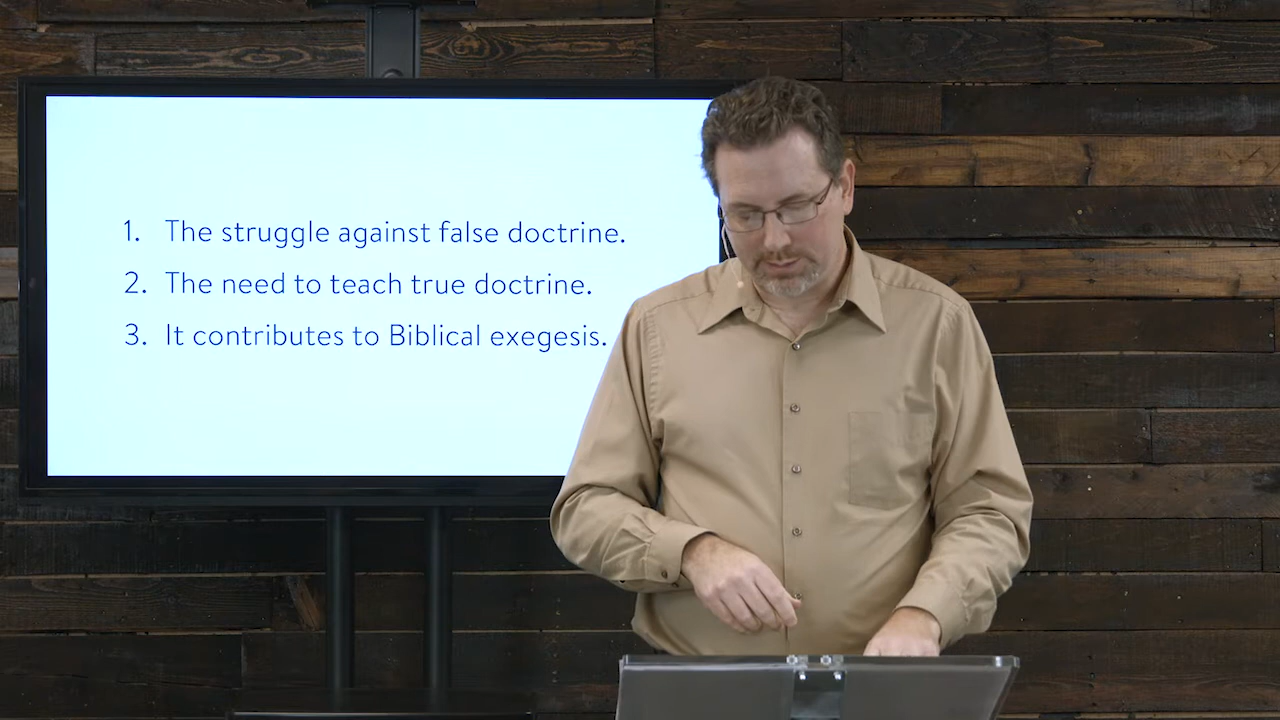 1. The struggle against false doctrine.
2. The need to teach true doctrine.
3. It contributes to Biblical exegesis.